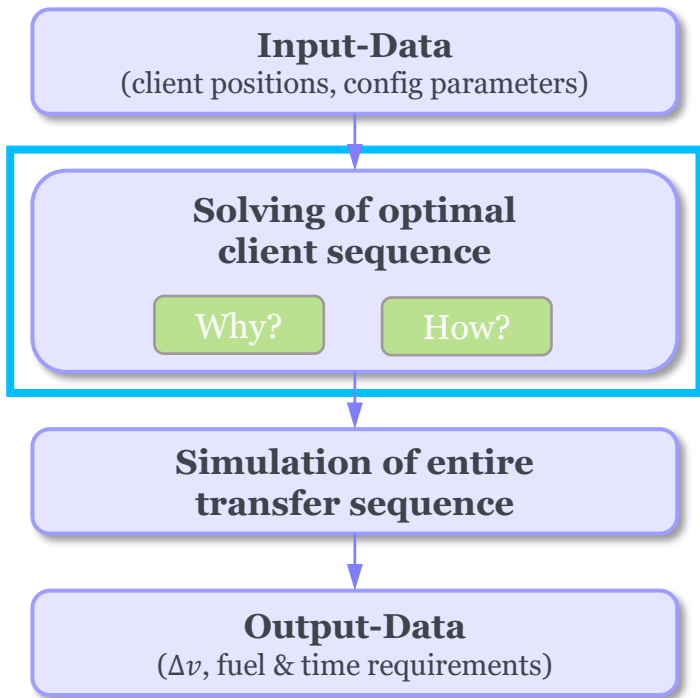 Input-Data
(client positions, config parameters)
Solving of optimal
client sequence
Why? How?
Simulation of entire
transfer sequence
Output-Data
(Δv, fuel & time requirements)